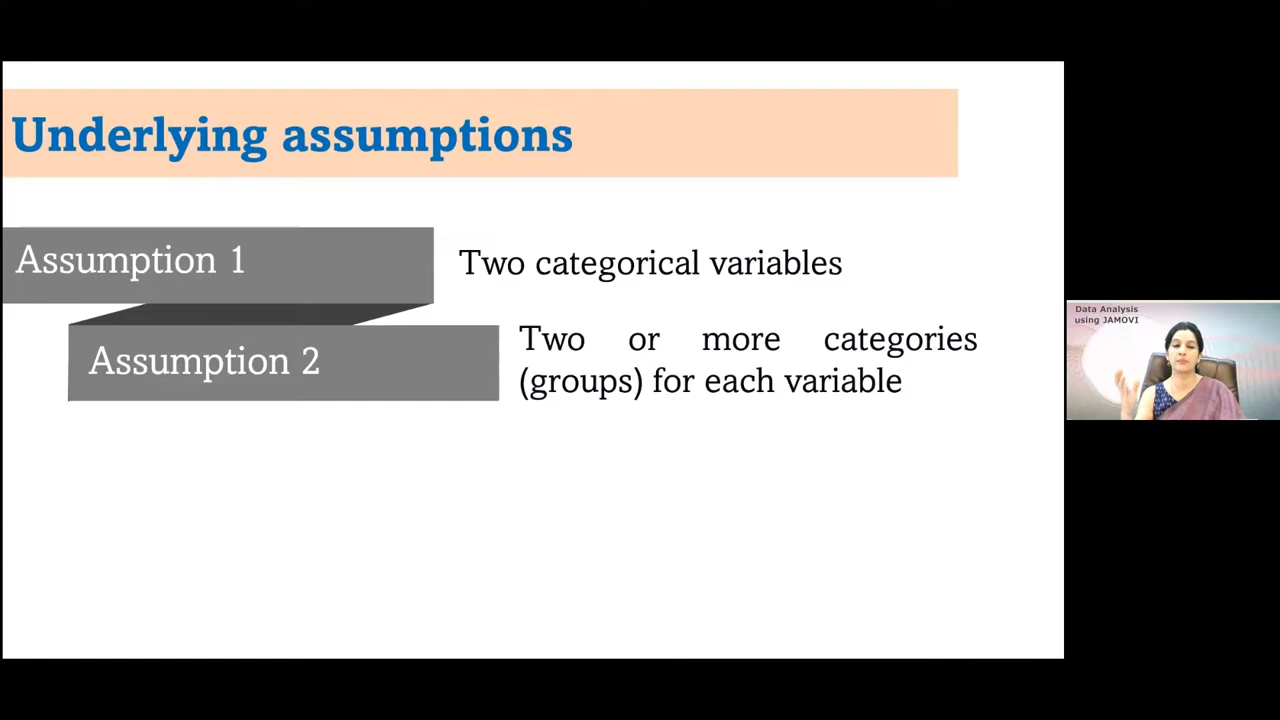 Underlying assumptions
Assumption 1
Two categorical variables
Assumption 2
Two or more categories
(groups) for each variable
Data Analysis
using JAMOVI